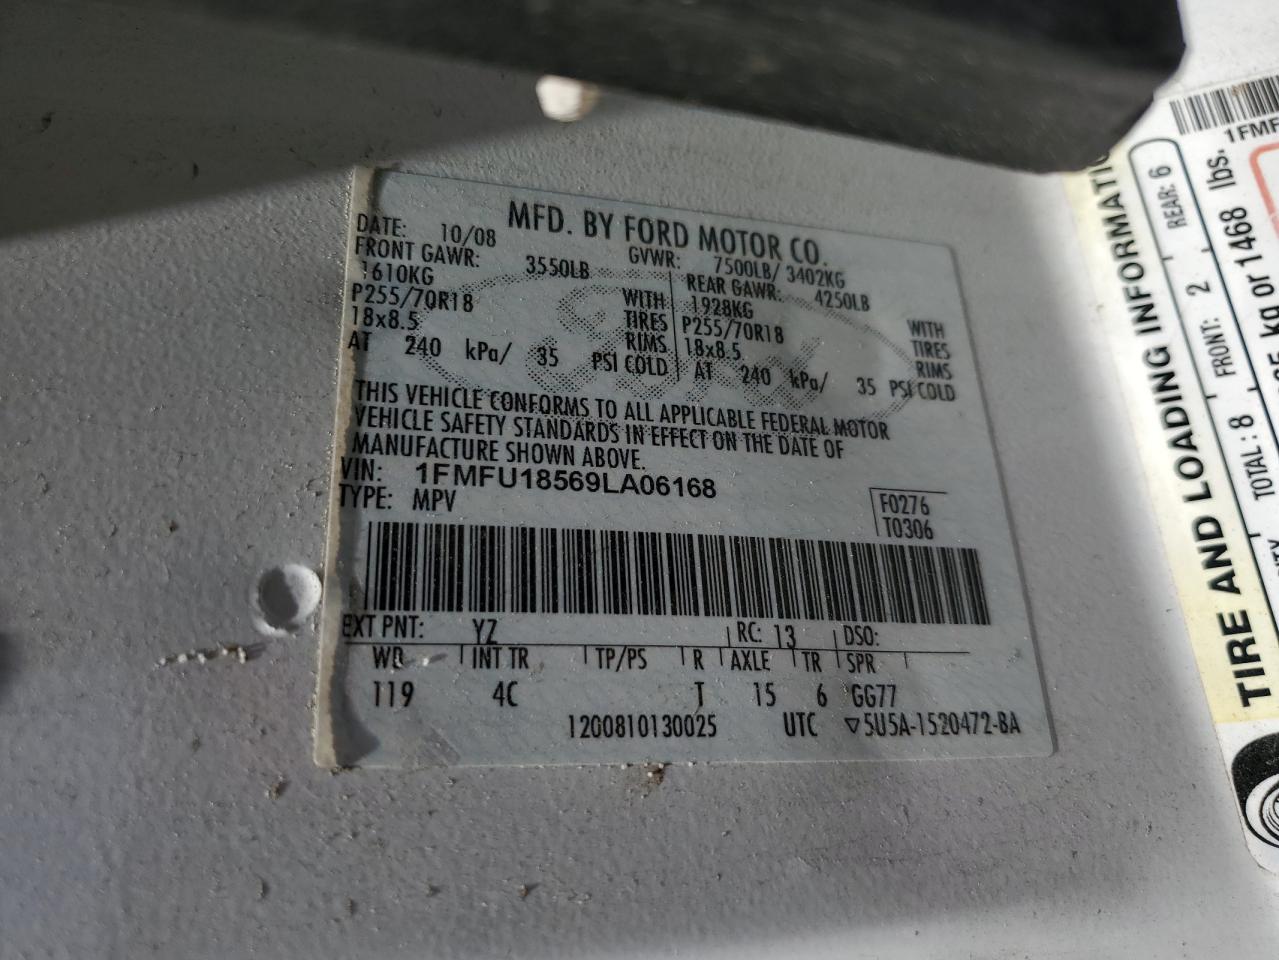 MFD. BY FORD MOTOR CO.
DATE: 10/08 GVWR: 7500LB/ 3402KG
FRONT GAWR: 3550LB REAR GAWR: 4250LB
1610KG WITH 1928KG WITH
P255/70R18 TIRES P255/70R18 TIRES
18x8.5 RIMS 18x8.5 RIMS
AT 240 kPa/ 35 PSI COLD AT 240 kPa/ 35 PSI COLD
THIS VEHICLE CONFORMS TO ALL APPLICABLE FEDERAL MOTOR
VEHICLE SAFETY STANDARDS IN EFFECT ON THE DATE OF
MANUFACTURE SHOWN ABOVE.
VIN: 1FMFU18569LA06168
TYPE: MPV
F0276
T0306
EXT PNT: YZ RC: 13 DSO:
WB INT TR TP/PS R AXLE TR SPR
119 4C J 15 6 GG77
1200810130025 UTC ▽5U5A-1520472-BA
TIRE AND LOADING INFORMATIO
TOTAL: 8 FRONT: 2 REAR: 6
kg or 1468 lbs.
1FMF